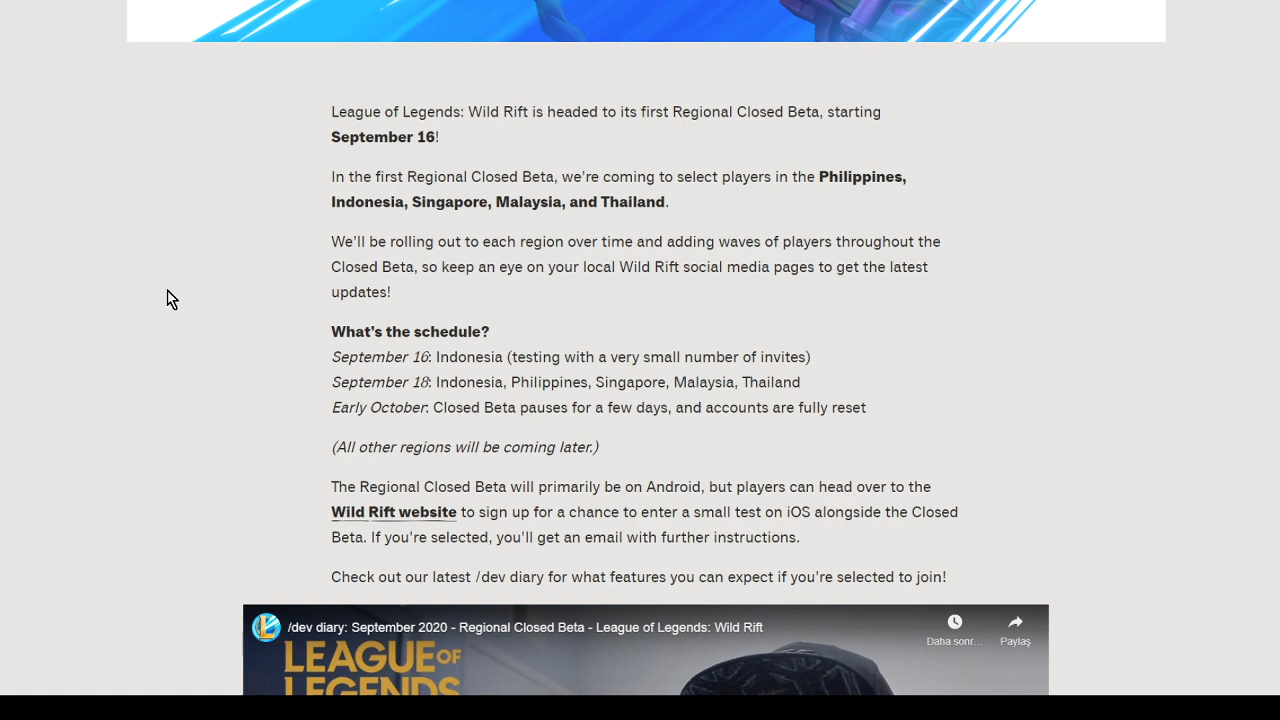 League of Legends: Wild Rift is headed to its first Regional Closed Beta, starting
September 16!
In the first Regional Closed Beta, we're coming to select players in the Philippines,
Indonesia, Singapore, Malaysia, and Thailand.
We'll be rolling out to each region over time and adding waves of players throughout the
Closed Beta, so keep an eye on your local Wild Rift social media pages to get the latest
updates!
What's the schedule?
September 16: Indonesia (testing with a very small number of invites)
September 18: Indonesia, Philippines, Singapore, Malaysia, Thailand
Early October: Closed Beta pauses for a few days, and accounts are fully reset
(All other regions will be coming later.)
The Regional Closed Beta will primarily be on Android, but players can head over to the
Wild Rift website to sign up for a chance to enter a small test on iOS alongside the Closed
Beta. If you're selected, you'll get an email with further instructions.
Check out our latest /dev diary for what features you can expect if you're selected to join!
/dev diary: September 2020 - Regional Closed Beta - League of Legends: Wild Rift
Daha sonr... Paylaş
LEAGUE OF
LEGENDS